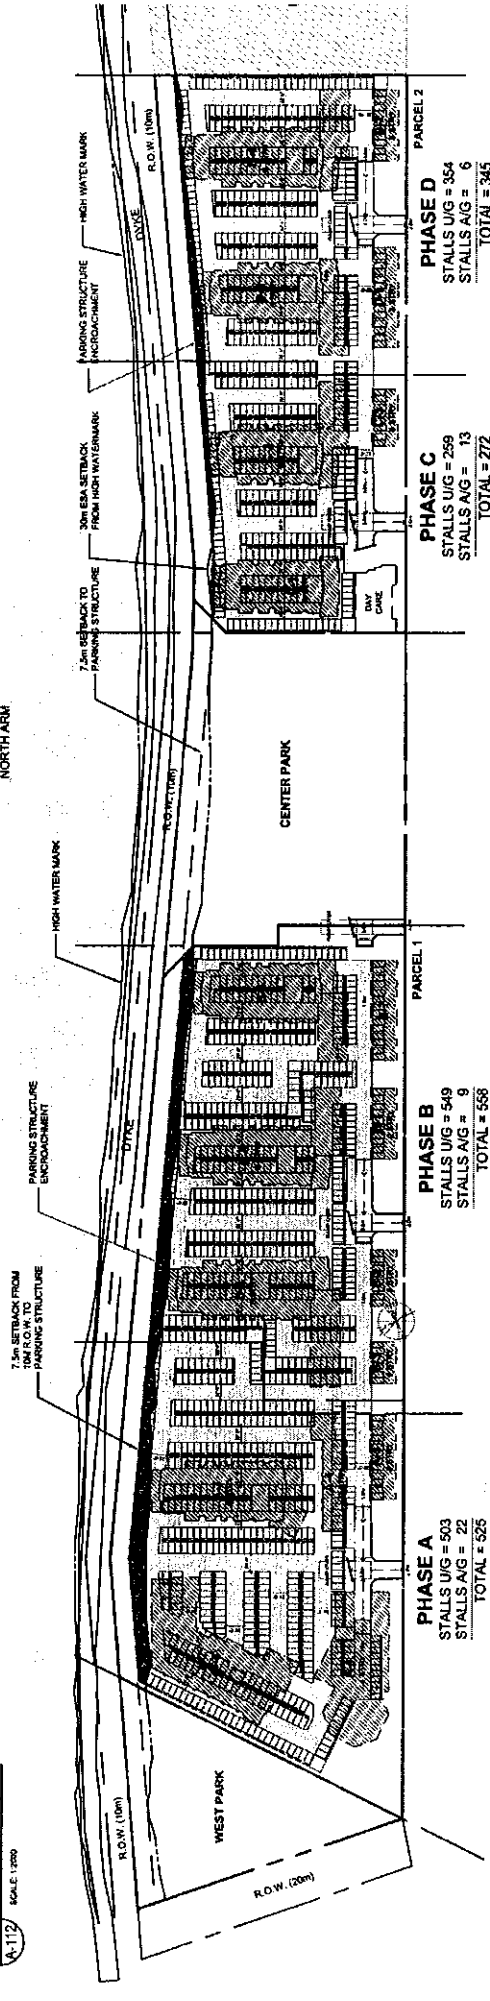 A-112
SCALE: 1:2000
NORTH ARM
7.5m SETBACK FROM
10M R.O.W. TO
PARKING STRUCTURE
PARKING STRUCTURE
ENCROACHMENT
HIGH WATER MARK
7.5m SETBACK TO
PARKING STRUCTURE
30m ESA SETBACK
FROM HIGH WATERMARK
PARKING STRUCTURE
ENCROACHMENT
HIGH WATER MARK
R.O.W. (10m)
DYKE
R.O.W. (10m)
DYKE
R.O.W. (10m)
WEST PARK
R.O.W. (20m)
CENTER PARK
DAY
CARE
PARCEL 1
PARCEL 2
PHASE A
STALLS U/G = 503
STALLS A/G = 22
TOTAL = 525
PHASE B
STALLS U/G = 549
STALLS A/G = 9
TOTAL = 558
PHASE C
STALLS U/G = 259
STALLS A/G = 13
TOTAL = 272
PHASE D
STALLS U/G = 354
STALLS A/G = 6
TOTAL = 345